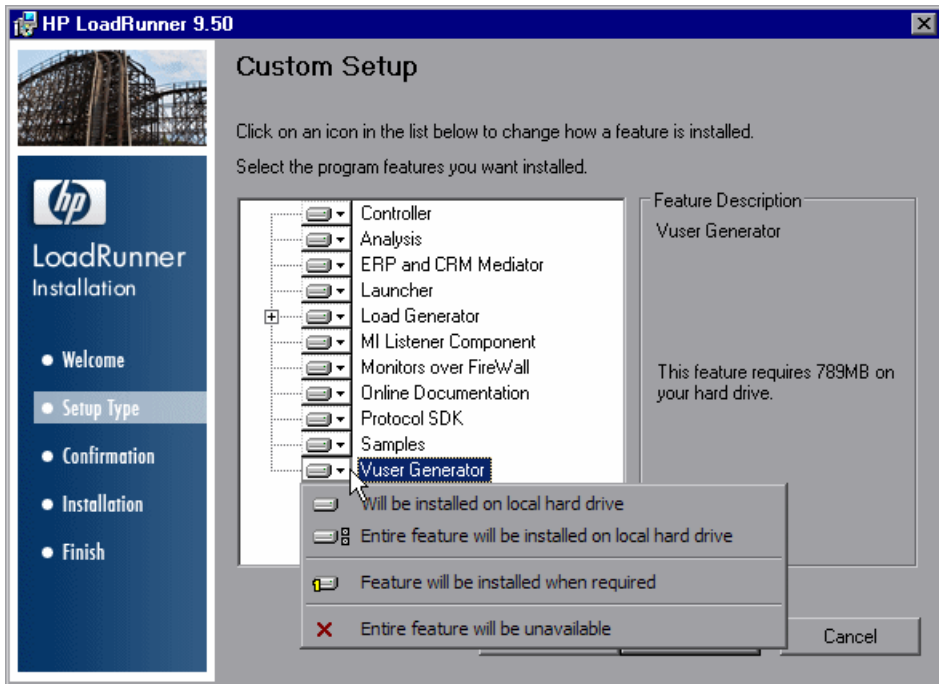 HP LoadRunner 9.50
Custom Setup
Click on an icon in the list below to change how a feature is installed.
Select the program features you want installed.
hp
LoadRunner
Installation
Welcome
Setup Type
Confirmation
Installation
Finish
Controller
Analysis
ERP and CRM Mediator
Launcher
Load Generator
MI Listener Component
Monitors over FireWall
Online Documentation
Protocol SDK
Samples
Vuser Generator
Will be installed on local hard drive
Entire feature will be installed on local hard drive
Feature will be installed when required
Entire feature will be unavailable
Feature Description
Vuser Generator
This feature requires 789MB on
your hard drive.
Cancel